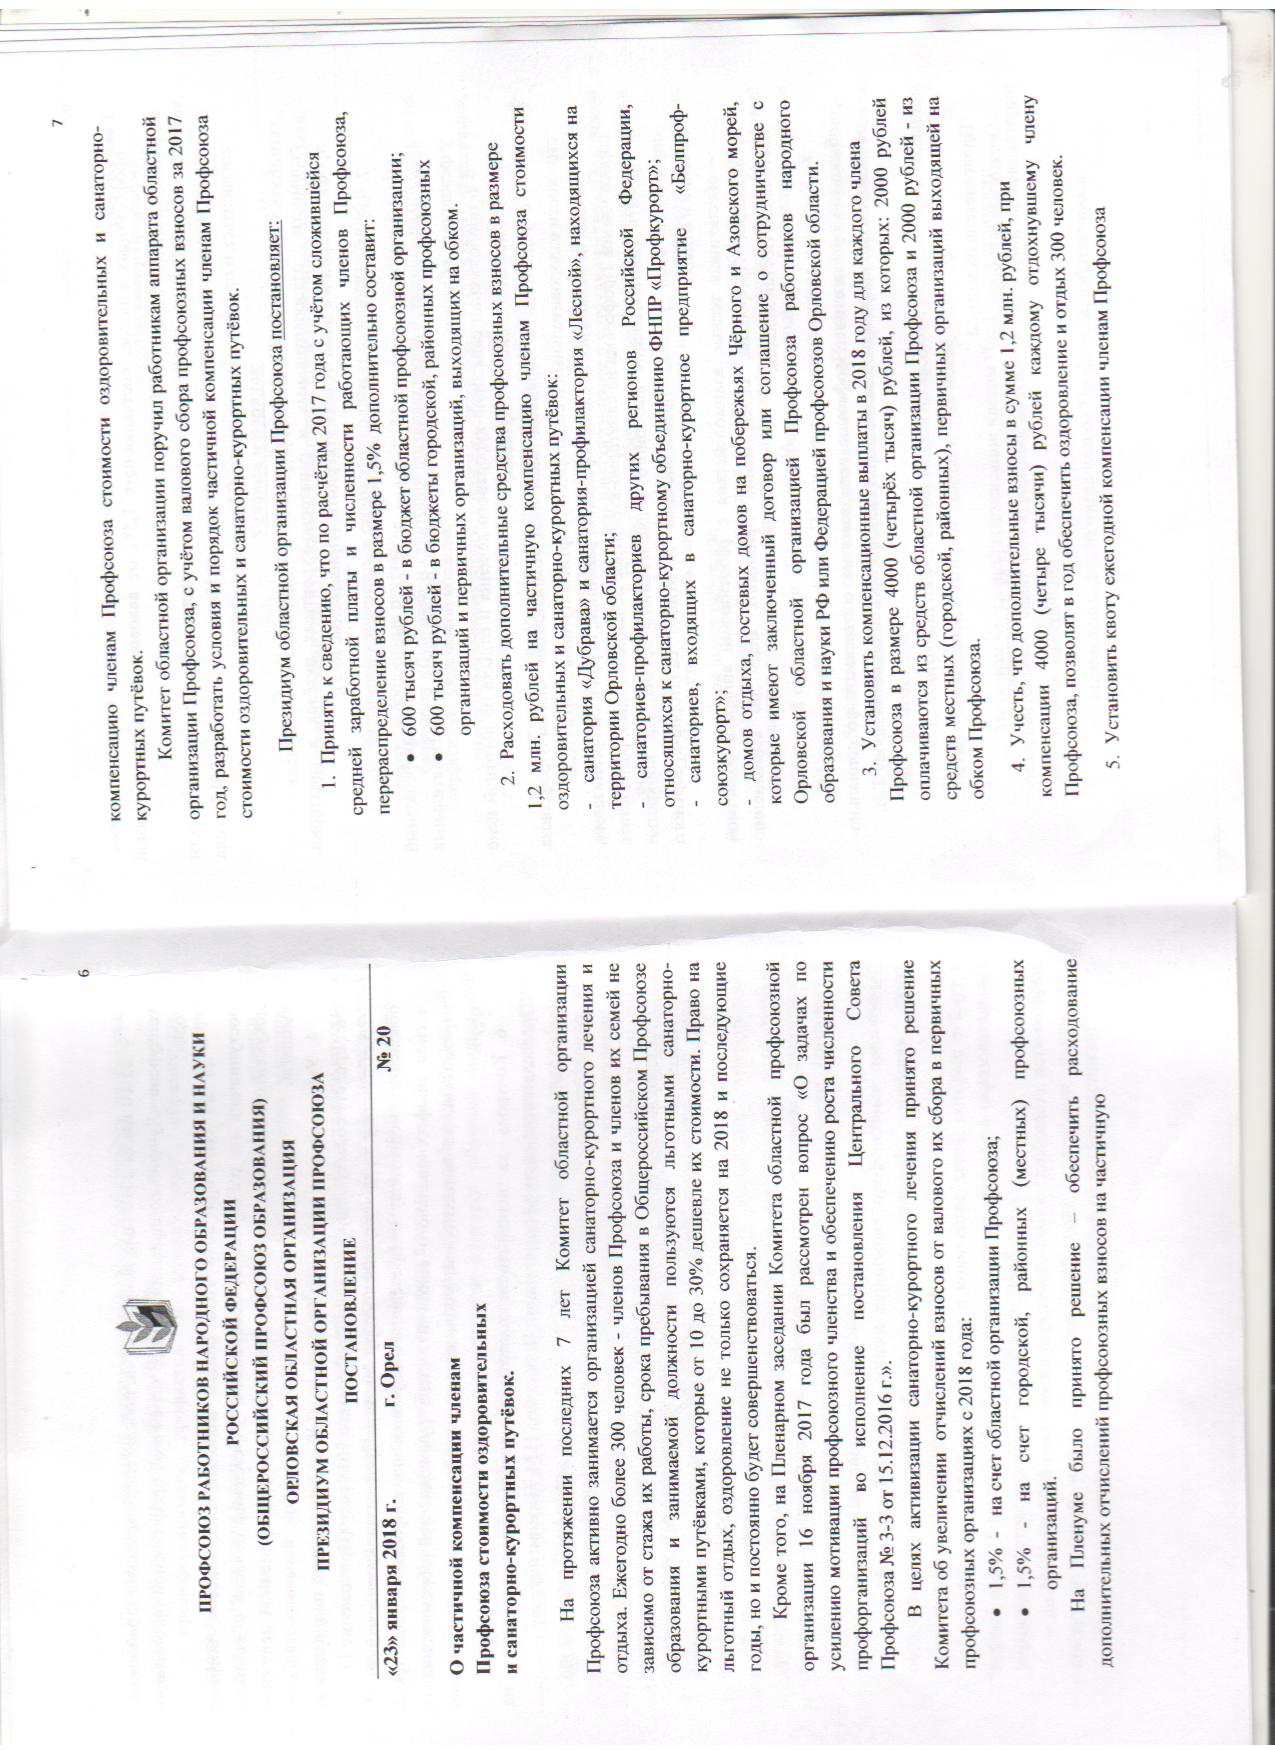 6
ПРОФСОЮЗ РАБОТНИКОВ НАРОДНОГО ОБРАЗОВАНИЯ И НАУКИ
РОССИЙСКОЙ ФЕДЕРАЦИИ
(ОБЩЕРОССИЙСКИЙ ПРОФСОЮЗ ОБРАЗОВАНИЯ)
ОРЛОВСКАЯ ОБЛАСТНАЯ ОРГАНИЗАЦИЯ
ПРЕЗИДИУМ ОБЛАСТНОЙ ОРГАНИЗАЦИИ ПРОФСОЮЗА
ПОСТАНОВЛЕНИЕ
«23» января 2018 г. г. Орел № 20
О частичной компенсации членам
Профсоюза стоимости оздоровительных
и санаторно-курортных путёвок.
На протяжении последних 7 лет Комитет областной организации
Профсоюза активно занимается организацией санаторно-курортного лечения и
отдыха. Ежегодно более 300 человек - членов Профсоюза и членов их семей не
зависимо от стажа их работы, срока пребывания в Общероссийском Профсоюзе
образования и занимаемой должности пользуются льготными санаторно-
курортными путёвками, которые от 10 до 30% дешевле их стоимости. Право на
льготный отдых, оздоровление не только сохраняется на 2018 и последующие
годы, но и постоянно будет совершенствоваться.
Кроме того, на Пленарном заседании Комитета областной профсоюзной
организации 16 ноября 2017 года был рассмотрен вопрос «О задачах по
усилению мотивации профсоюзного членства и обеспечению роста численности
профорганизаций во исполнение постановления Центрального Совета
Профсоюза № 3-3 от 15.12.2016 г.».
В целях активизации санаторно-курортного лечения принято решение
Комитета об увеличении отчислений взносов от валового их сбора в первичных
профсоюзных организациях с 2018 года:
• 1,5% - на счет областной организации Профсоюза;
• 1,5% - на счет городской, районных (местных) профсоюзных
организаций.
На Пленуме было принято решение – обеспечить расходование
дополнительных отчислений профсоюзных взносов на частичную
7
компенсацию членам Профсоюза стоимости оздоровительных и санаторно-
курортных путёвок.
Комитет областной организации поручил работникам аппарата областной
организации Профсоюза, с учётом валового сбора профсоюзных взносов за 2017
год, разработать условия и порядок частичной компенсации членам Профсоюза
стоимости оздоровительных и санаторно-курортных путёвок.
Президиум областной организации Профсоюза постановляет:
1. Принять к сведению, что по расчётам 2017 года с учётом сложившейся
средней заработной платы и численности работающих членов Профсоюза,
перераспределение взносов в размере 1,5% дополнительно составит:
• 600 тысяч рублей - в бюджет областной профсоюзной организации;
• 600 тысяч рублей - в бюджеты городской, районных профсоюзных
организаций и первичных организаций, выходящих на обком.
2. Расходовать дополнительные средства профсоюзных взносов в размере
1,2 млн. рублей на частичную компенсацию членам Профсоюза стоимости
оздоровительных и санаторно-курортных путёвок:
- санатория «Дубрава» и санатория-профилактория «Лесной», находящихся на
территории Орловской области;
- санаториев-профилакториев других регионов Российской Федерации,
относящихся к санаторно-курортному объединению ФНПР «Профкурорт»;
- санаториев, входящих в санаторно-курортное предприятие «Белпроф-
союзкурорт»;
- домов отдыха, гостевых домов на побережьях Чёрного и Азовского морей,
которые имеют заключенный договор или соглашение о сотрудничестве с
Орловской областной организацией Профсоюза работников народного
образования и науки РФ или Федерацией профсоюзов Орловской области.
3. Установить компенсационные выплаты в 2018 году для каждого члена
Профсоюза в размере 4000 (четырёх тысяч) рублей, из которых: 2000 рублей
оплачиваются из средств областной организации Профсоюза и 2000 рублей - из
средств местных (городской, районных), первичных организаций выходящей на
обком Профсоюза.
4. Учесть, что дополнительные взносы в сумме 1,2 млн. рублей, при
компенсации 4000 (четыре тысячи) рублей каждому отдохнувшему члену
Профсоюза, позволят в год обеспечить оздоровление и отдых 300 человек.
5. Установить квоту ежегодной компенсации членам Профсоюза